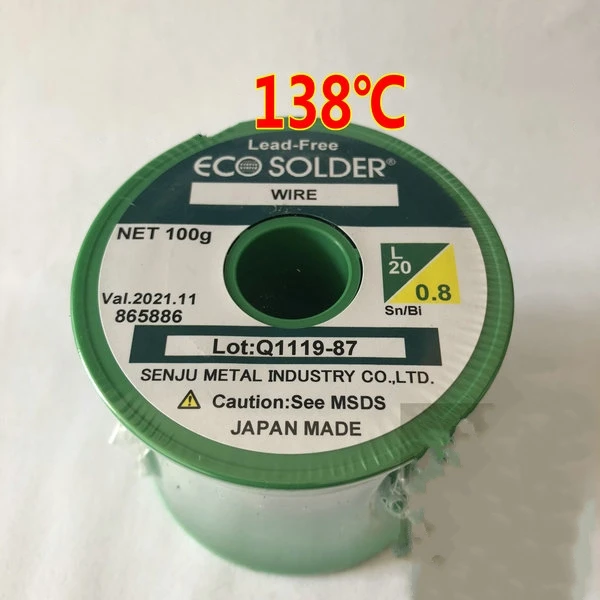 138℃
Lead-Free
ECO SOLDER®
WIRE
NET 100g
L
20
0.8
Sn/Bi
Val.2021.11
865886
Lot:Q1119-87
SENJU METAL INDUSTRY CO.,LTD.
Caution:See MSDS
JAPAN MADE